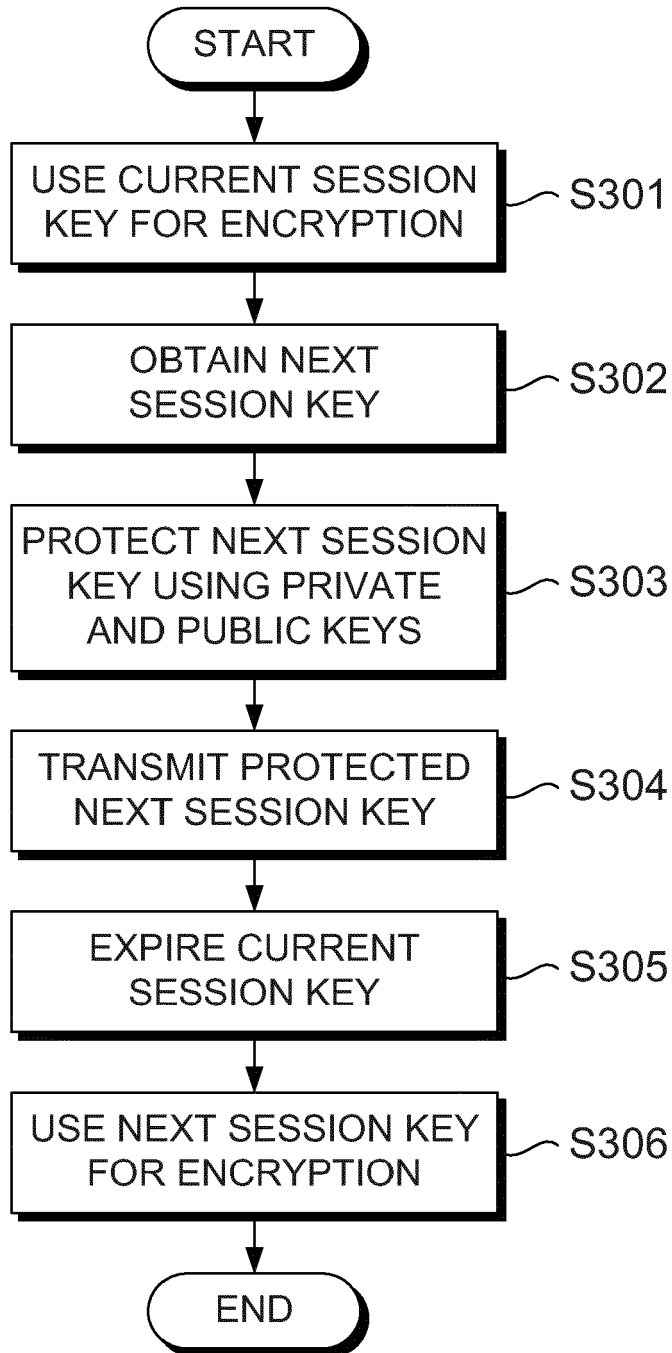 START
USE CURRENT SESSION
KEY FOR ENCRYPTION
S301
OBTAIN NEXT
SESSION KEY
S302
PROTECT NEXT SESSION
KEY USING PRIVATE
AND PUBLIC KEYS
S303
TRANSMIT PROTECTED
NEXT SESSION KEY
S304
EXPIRE CURRENT
SESSION KEY
S305
USE NEXT SESSION KEY
FOR ENCRYPTION
S306
END